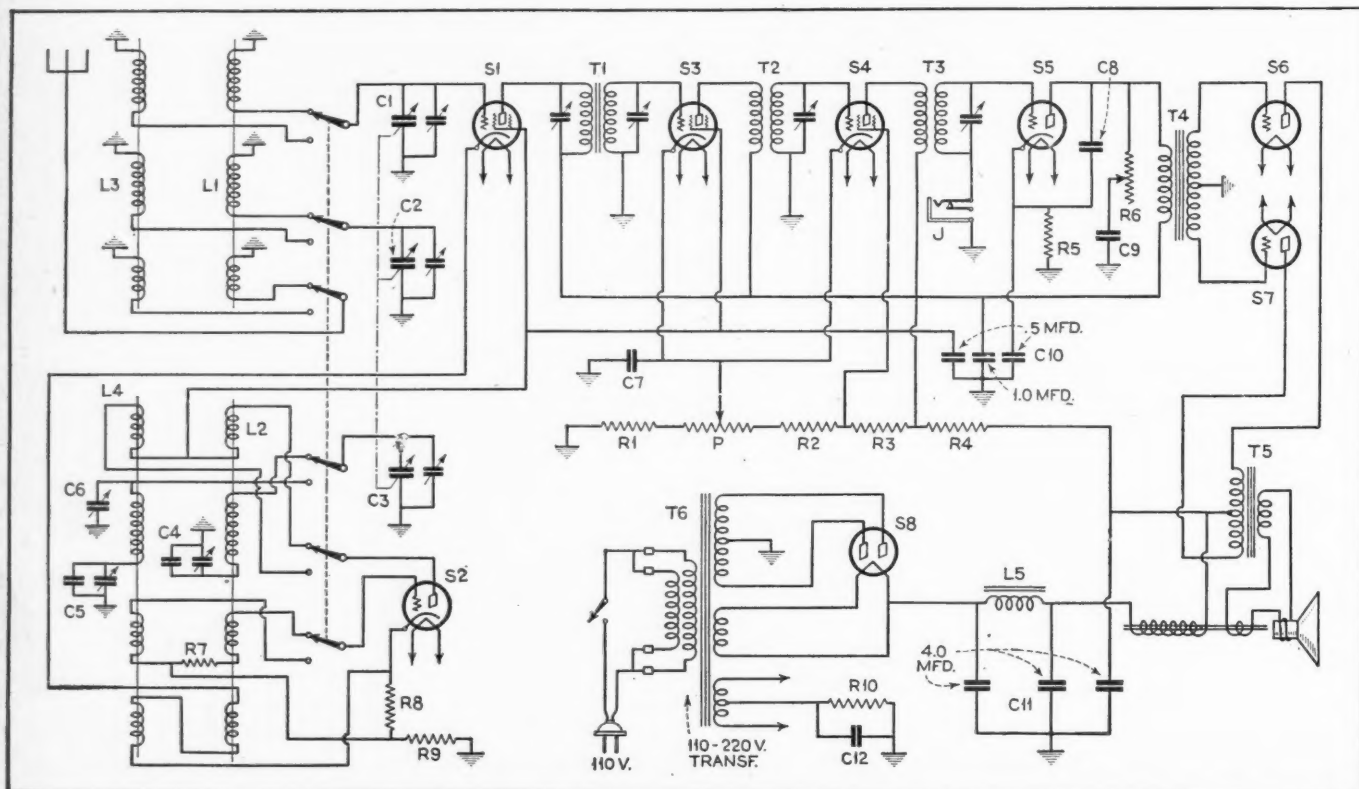 S1
T1
S3
T2
S4
T3
S5
C8
S6
C1
T4
L3
L1
C2
J
R5
R6
C9
S7
.5 MFD.
C10
C7
1.0 MFD.
L4
L2
R1
P
R2
R3
R4
C6
C3
T5
T6
S8
C4
C5
S2
L5
R7
4.0
MFD.
R8
R10
C11
R9
110 V.
110-220 V.
TRANSF.
C12